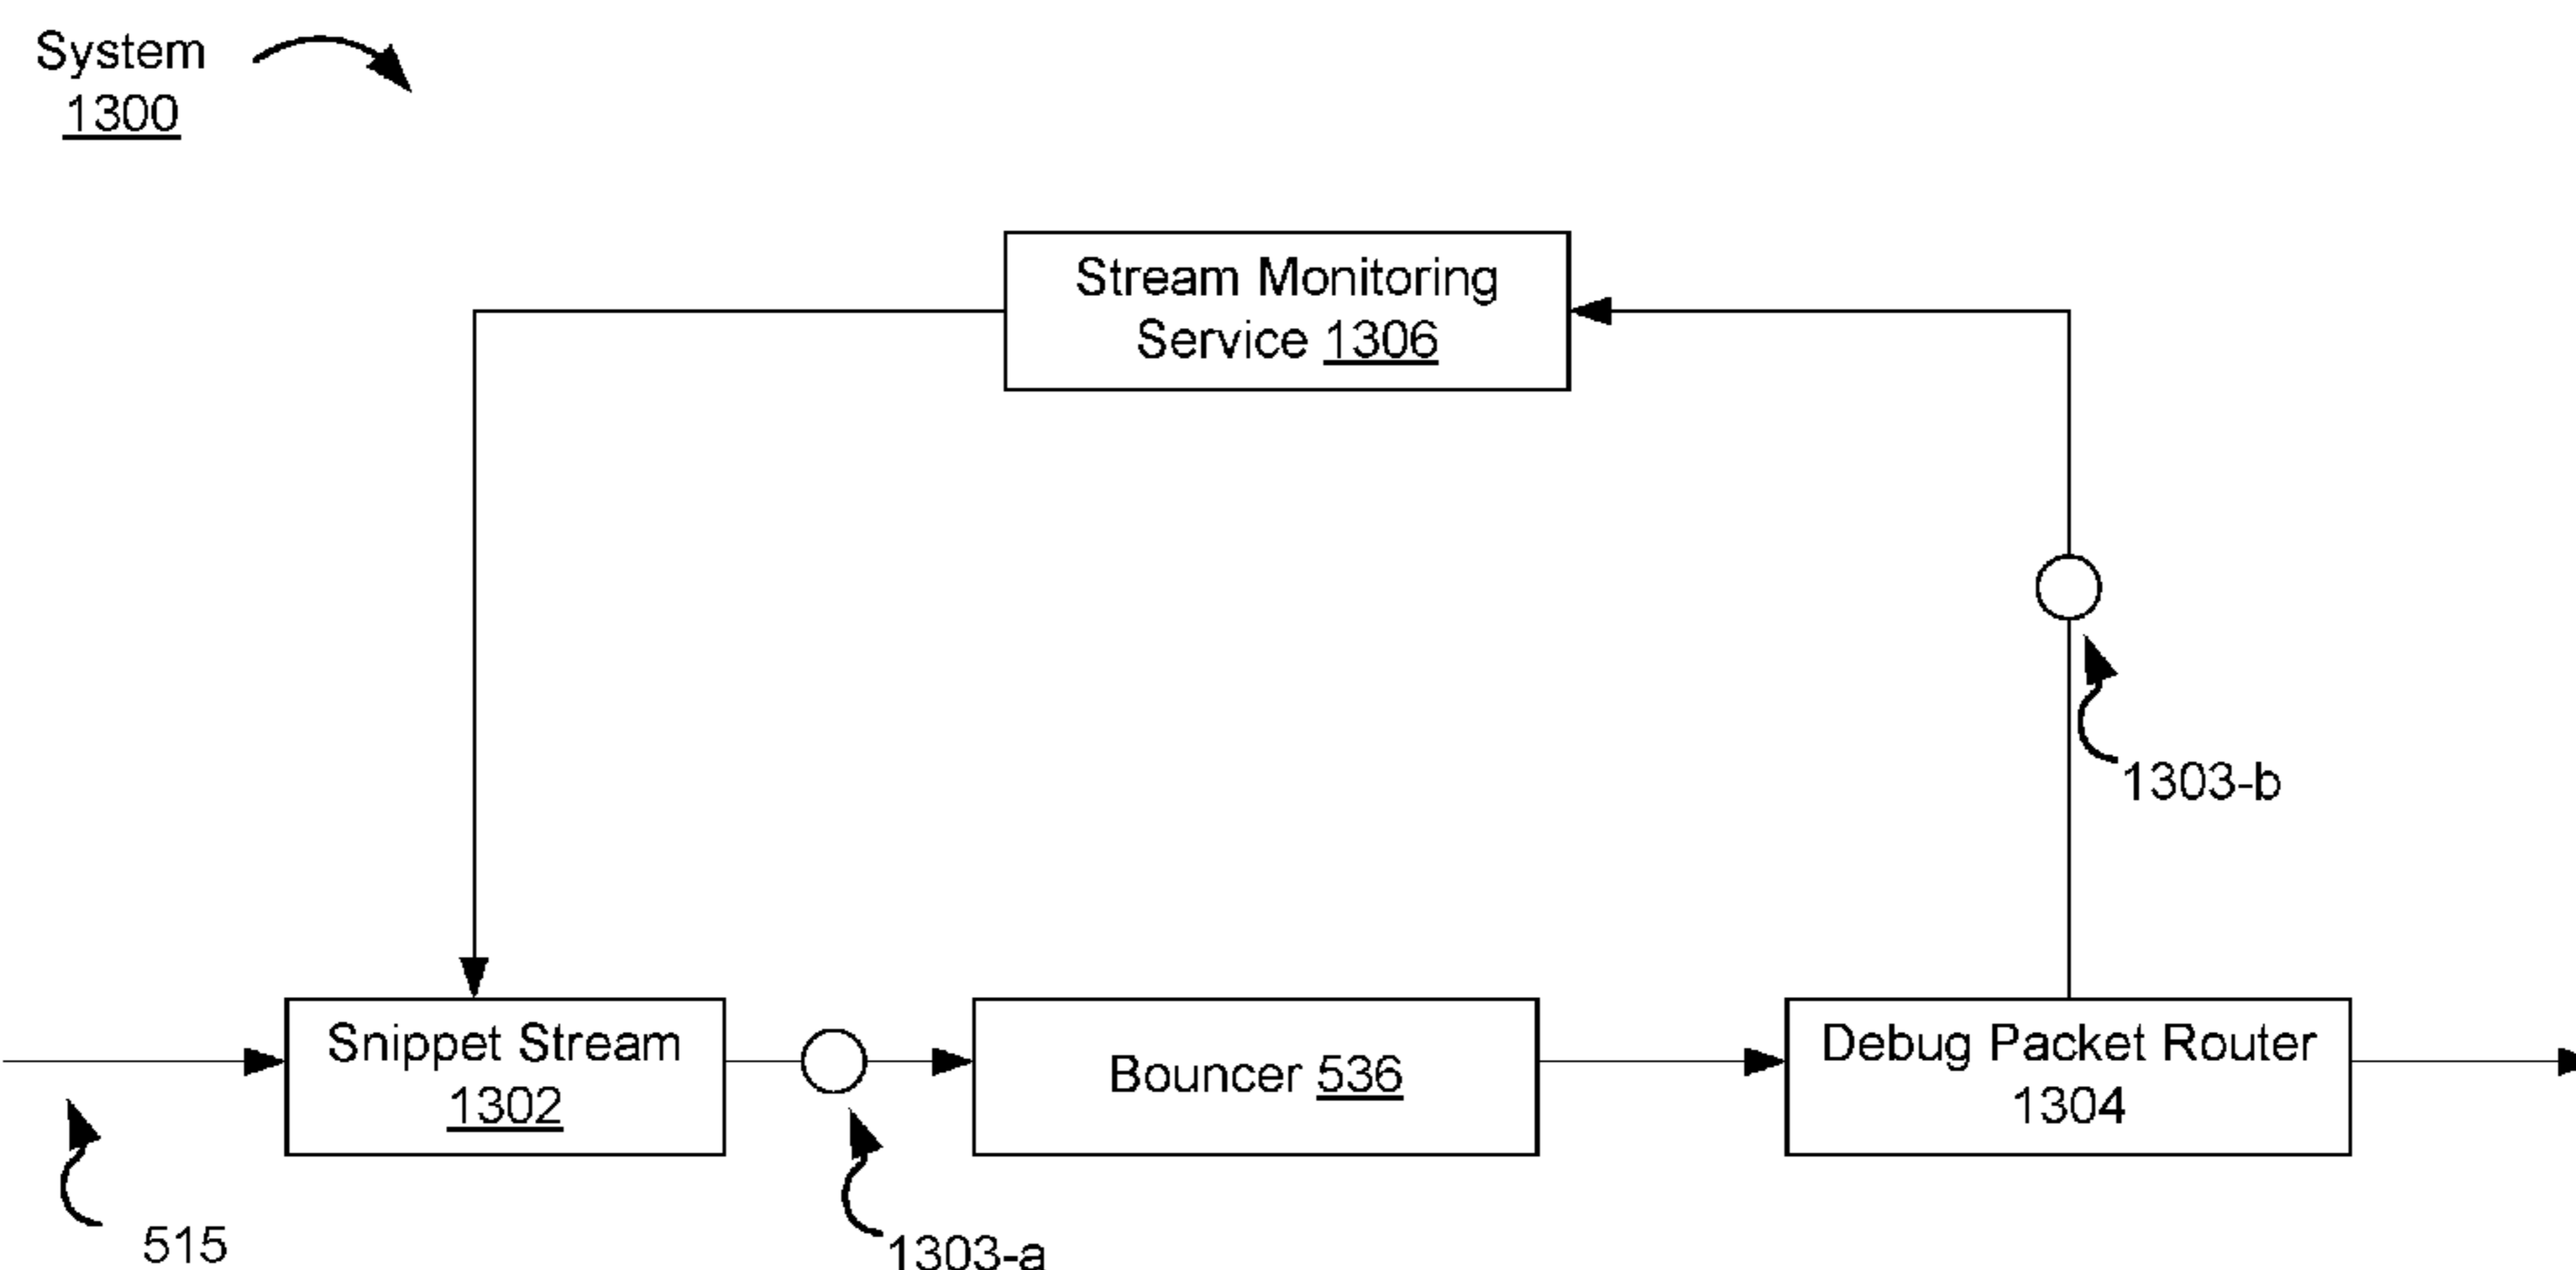 System
1300
Stream Monitoring
Service 1306
1303-b
Snippet Stream
1302
Bouncer 536
Debug Packet Router
1304
515
1303-a